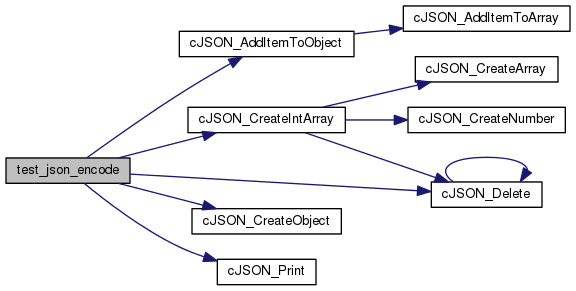 cJSON_AddItemToArray
cJSON_AddItemToObject
cJSON_CreateArray
cJSON_CreateIntArray
cJSON_CreateNumber
test_json_encode
cJSON_Delete
cJSON_CreateObject
cJSON_Print